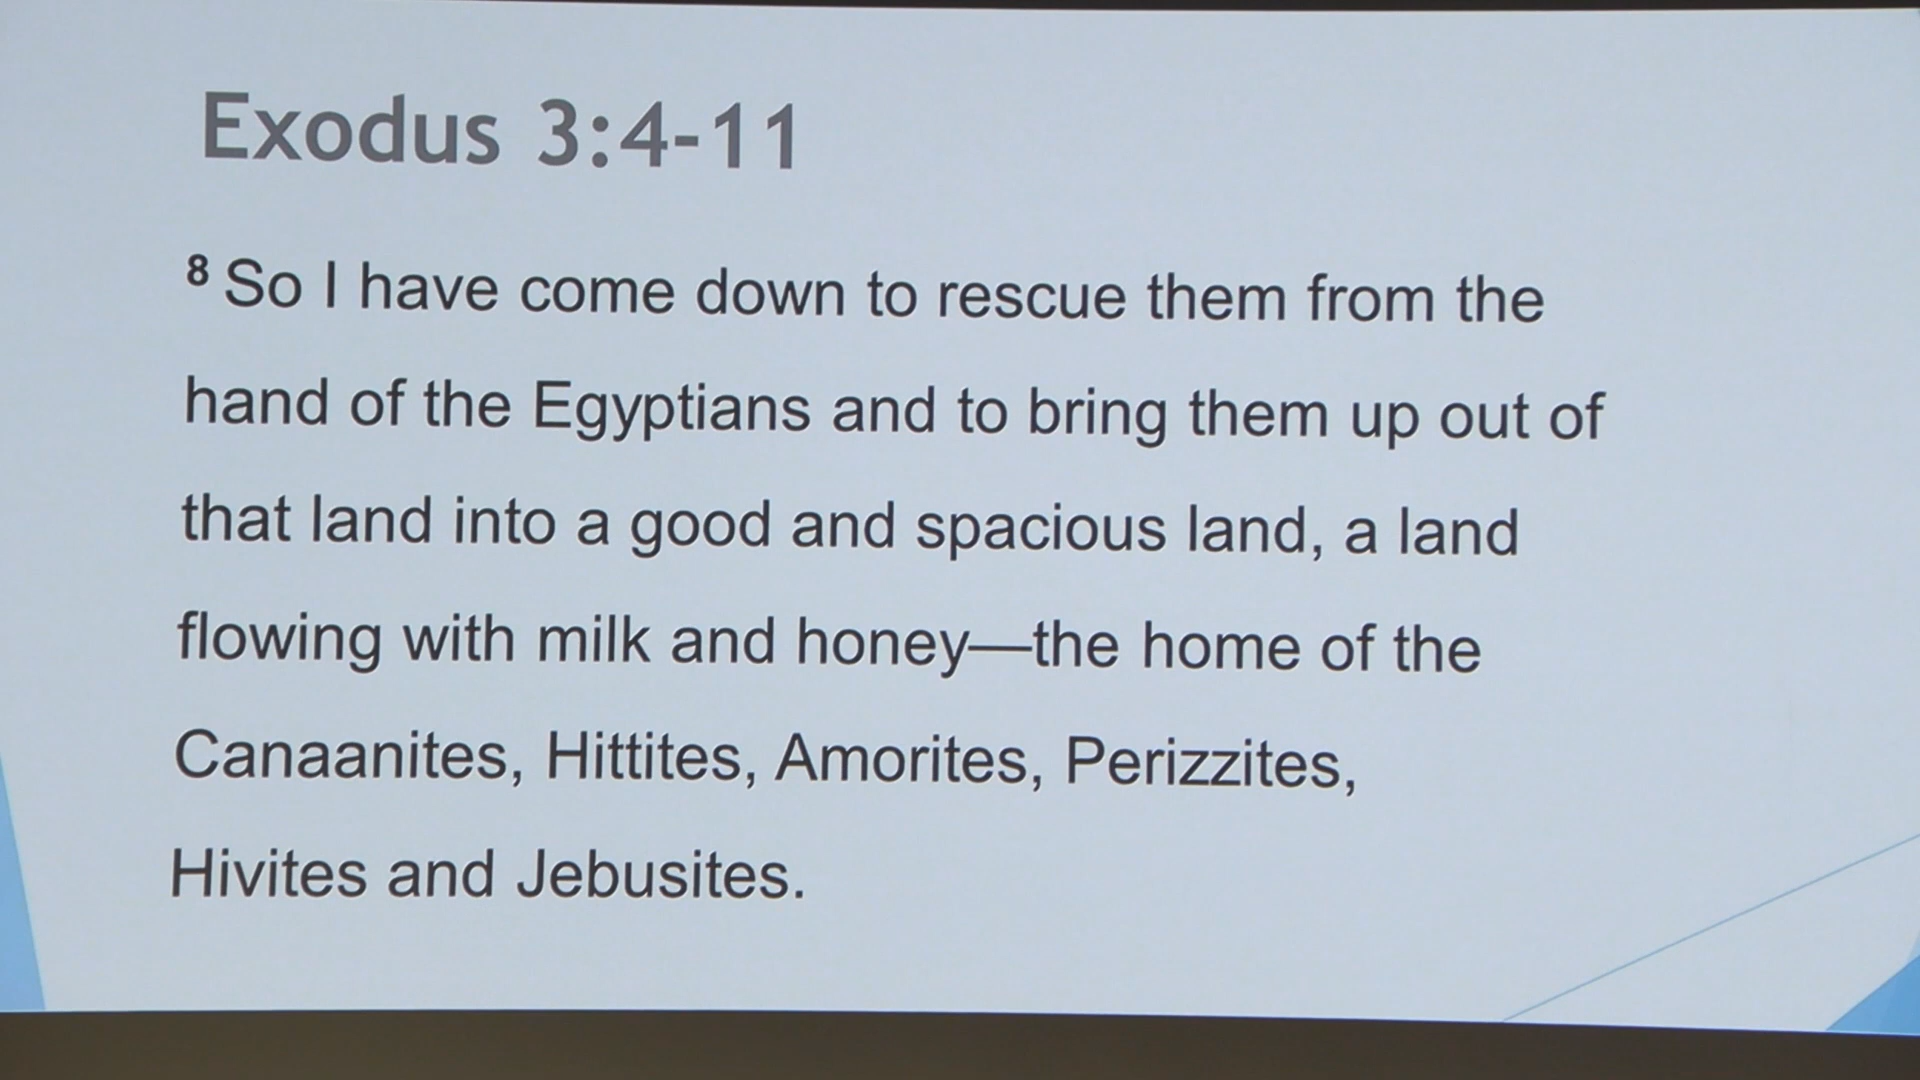 Exodus 3:4-11
8 So I have come down to rescue them from the
hand of the Egyptians and to bring them up out of
that land into a good and spacious land, a land
flowing with milk and honey—the home of the
Canaanites, Hittites, Amorites, Perizzites,
Hivites and Jebusites.